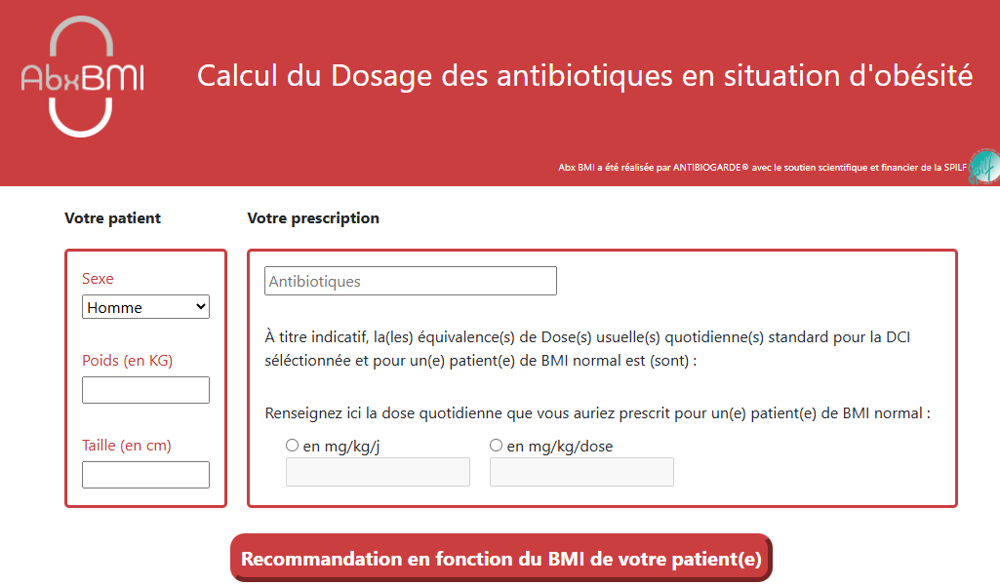 AbxBMI
Calcul du Dosage des antibiotiques en situation d'obésité
Abx BMI a été réalisée par ANTIBIOGARDE® avec le soutien scientifique et financier de la SPILF
spilf
Votre patient
Votre prescription
Sexe
Homme
Poids (en KG)
Taille (en cm)
Antibiotiques
À titre indicatif, la(les) équivalence(s) de Dose(s) usuelle(s) quotidienne(s) standard pour la DCI
séléctionnée et pour un(e) patient(e) de BMI normal est (sont) :
Renseignez ici la dose quotidienne que vous auriez prescrit pour un(e) patient(e) de BMI normal :
en mg/kg/j
en mg/kg/dose
Recommandation en fonction du BMI de votre patient(e)